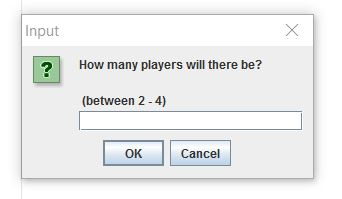 Input
How many players will there be?
(between 2 - 4)
OK Cancel